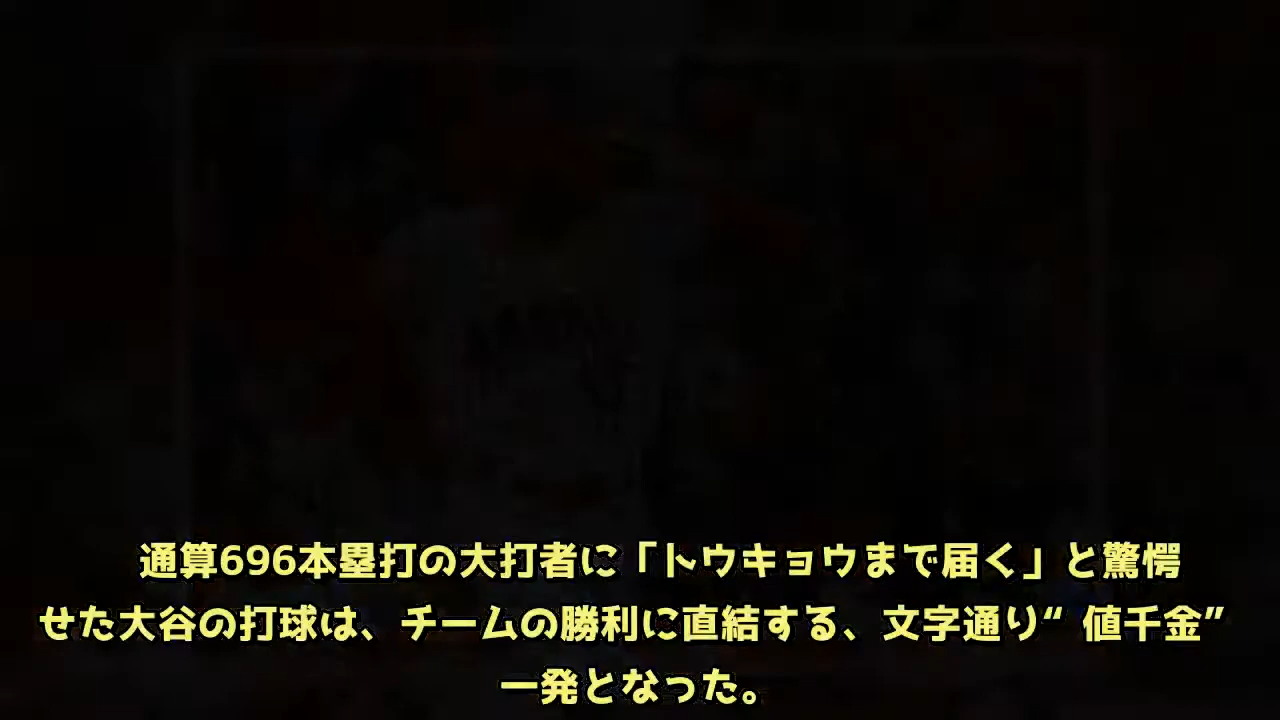 通算696本塁打の大打者に「トウキョウまで届く」と驚愕
せた大谷の打球は、チームの勝利に直結する、文字通り“ 値千金”
一発となった。